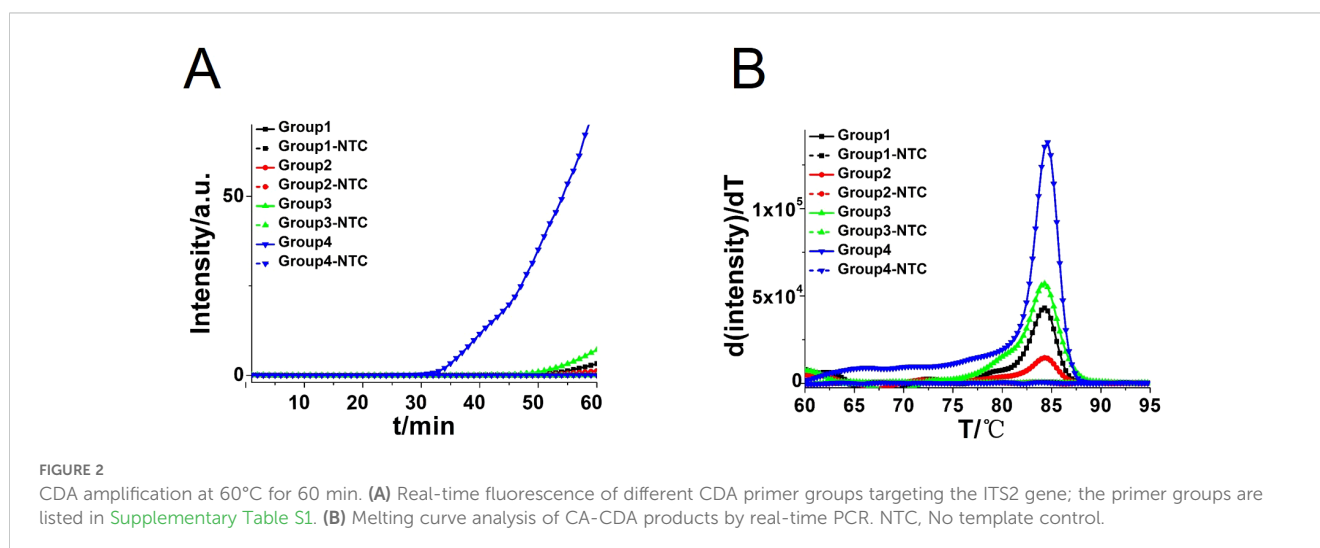 A
Group1
Group1-NTC
Group2
Group2-NTC
Group3
Group3-NTC
Group4
Group4-NTC
Intensity/a.u.
50
0
10
20
30
40
50
60
t/min
B
Group1
Group1-NTC
Group2
Group2-NTC
Group3
Group3-NTC
Group4
Group4-NTC
d(intensity)/dT
1x10⁵
5x10⁴
0
60
65
70
75
80
85
90
95
T/℃
FIGURE 2
CDA amplification at 60°C for 60 min. (A) Real-time fluorescence of different CDA primer groups targeting the ITS2 gene; the primer groups are
listed in Supplementary Table S1. (B) Melting curve analysis of CA-CDA products by real-time PCR. NTC, No template control.